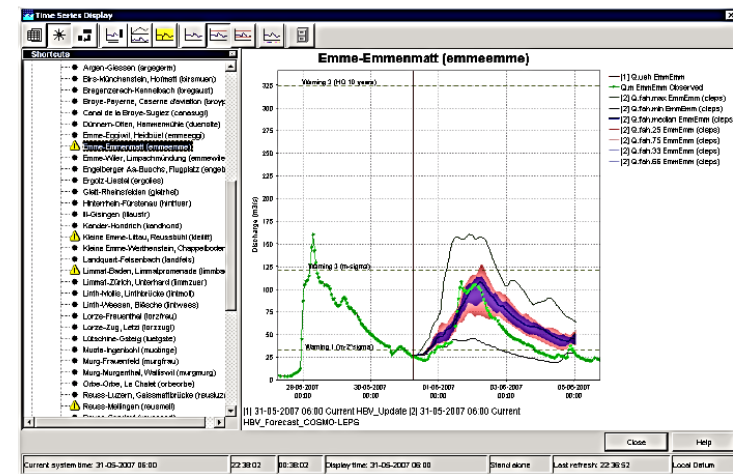 Time Series Display
Shortcuts
Argen-Giessen (argegerm)
Birs-Münchenstein, Hofmatt (birsmuen)
Bregenzerach-Kennelbach (bregaust)
Broye-Payerne, Caserne d'aviation (broyp
Canal de la Broye-Sugiez (canasugi)
Dünnern-Olten, Hammermühle (duenolte)
Emme-Eggiwil, Heidbüel (emmeeggi)
Emme-Emmenmatt (emmeemme)
Emme-Wiler, Limpachmündung (emmewile
Engelberger Aa-Buochs, Flugplatz (engeb
Ergolz-Liestal (ergolies)
Glatt-Rheinsfelden (glatrhei)
Hinterrhein-Fürstenau (hintfuer)
Ill-Gisingen (illaustr)
Kander-Hondrich (kandhond)
Kleine Emme-Littau, Reussbühl (kleilitt)
Kleine Emme-Werthenstein, Chappelboden
Landquart-Felsenbach (landfels)
Limmat-Baden, Limmatpromenade (limmba
Limmat-Zürich, Unterhard (limmzuer)
Linth-Mollis, Linthbrücke (lintmoll)
Linth-Weesen, Biäsche (lintwees)
Lorze-Frauenthal (lorzfrau)
Lorze-Zug, Letzi (lorzzugl)
Lütschine-Gsteig (luetgste)
Muota-Ingenbohl (muotinge)
Murg-Frauenfeld (murgfrau)
Murg-Murgenthal, Walliswil (murgmurg)
Orbe-Orbe, Le Chalet (orbeorbe)
Reuss-Luzern, Geissmattbrücke (reusluz
Reuss-Mellingen (reusmell)
Emme-Emmenmatt (emmeemme)
Discharge (m3/s)
325
300
275
250
225
200
175
150
125
100
75
50
25
0
Warning 3 (HQ 10 years)
Warning 3 (m-sigma)
Warning 1 (m-2*sigma)
29-05-2007 00:00
30-05-2007 00:00
01-06-2007 00:00
03-06-2007 00:00
05-06-2007 00:00
[1] Q.ueh EmmEmm
Q.m EmmEmm Observed
[2] Q.fah.max EmmEmm (cleps)
[2] Q.fah.min EmmEmm (cleps)
[2] Q.fah.median EmmEmm (cleps)
[2] Q.fah.25 EmmEmm (cleps)
[2] Q.fah.75 EmmEmm (cleps)
[2] Q.fah.33 EmmEmm (cleps)
[2] Q.fah.66 EmmEmm (cleps)
[1] 31-05-2007 06:00 Current HBV_Update [2] 31-05-2007 06:00 Current
HBV_Forecast_COSMO-LEPS
Close Help
Current system time: 31-05-2007 06:00 22:38:02 00:38:02 Display time: 31-05-2007 06:00 Stand alone Last refresh: 22:36:52 Local Datum